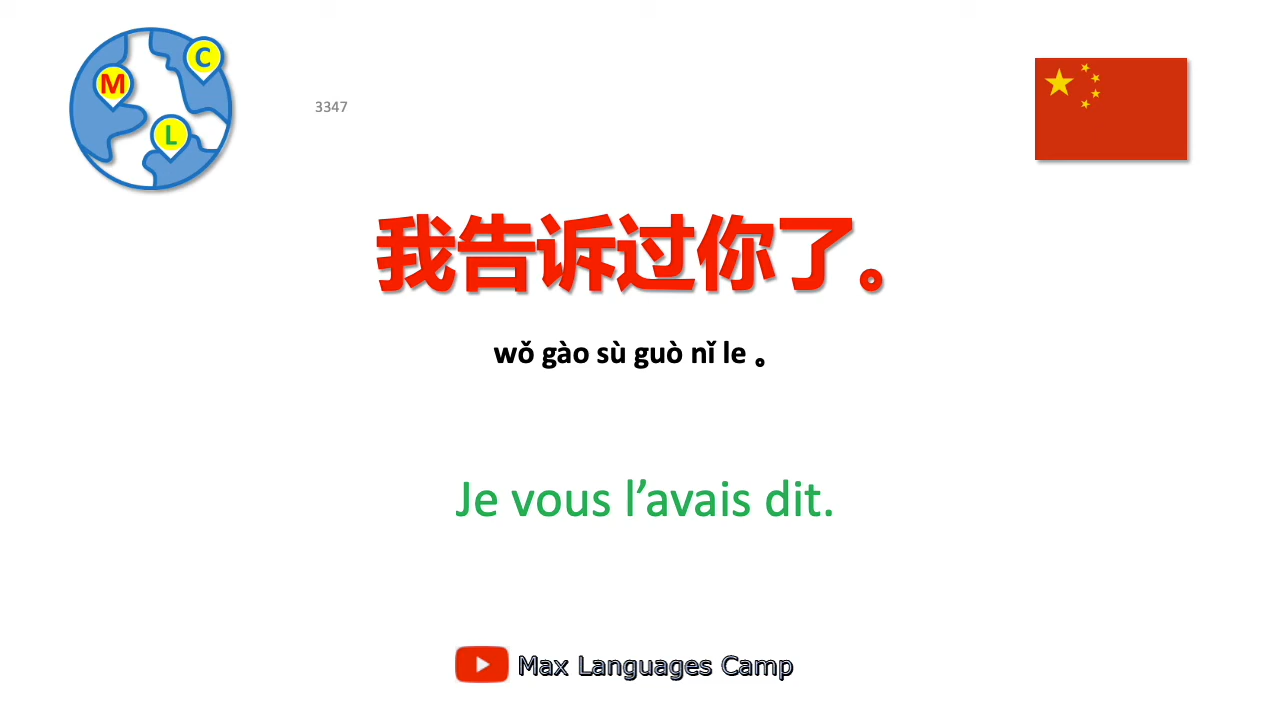 M
C
L
3347
我告诉过你了。
wǒ gào sù guò nǐ le 。
Je vous l’avais dit.
Max Languages Camp